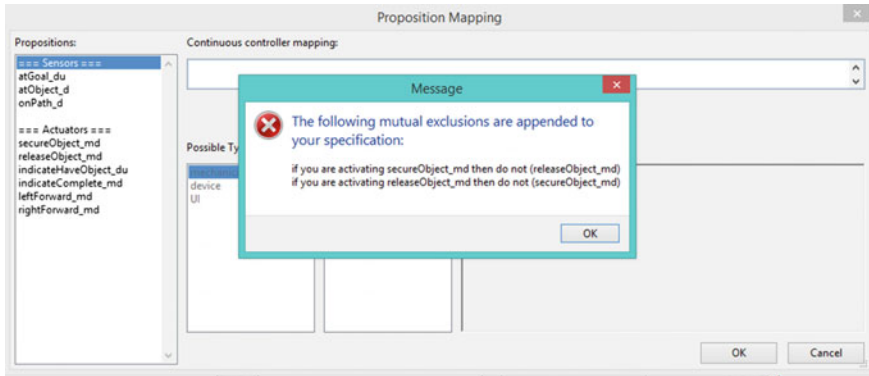 Proposition Mapping
Propositions:
Continuous controller mapping:
=== Sensors ===
atGoal_du
atObject_d
onPath_d
=== Actuators ===
secureObject_md
releaseObject_md
indicateHaveObject_du
indicateComplete_md
leftForward_md
rightForward_md
Possible Ty
device
UI
Message
The following mutual exclusions are appended to
your specification:
if you are activating secureObject_md then do not (releaseObject_md)
if you are activating releaseObject_md then do not (secureObject_md)
OK
OK
Cancel